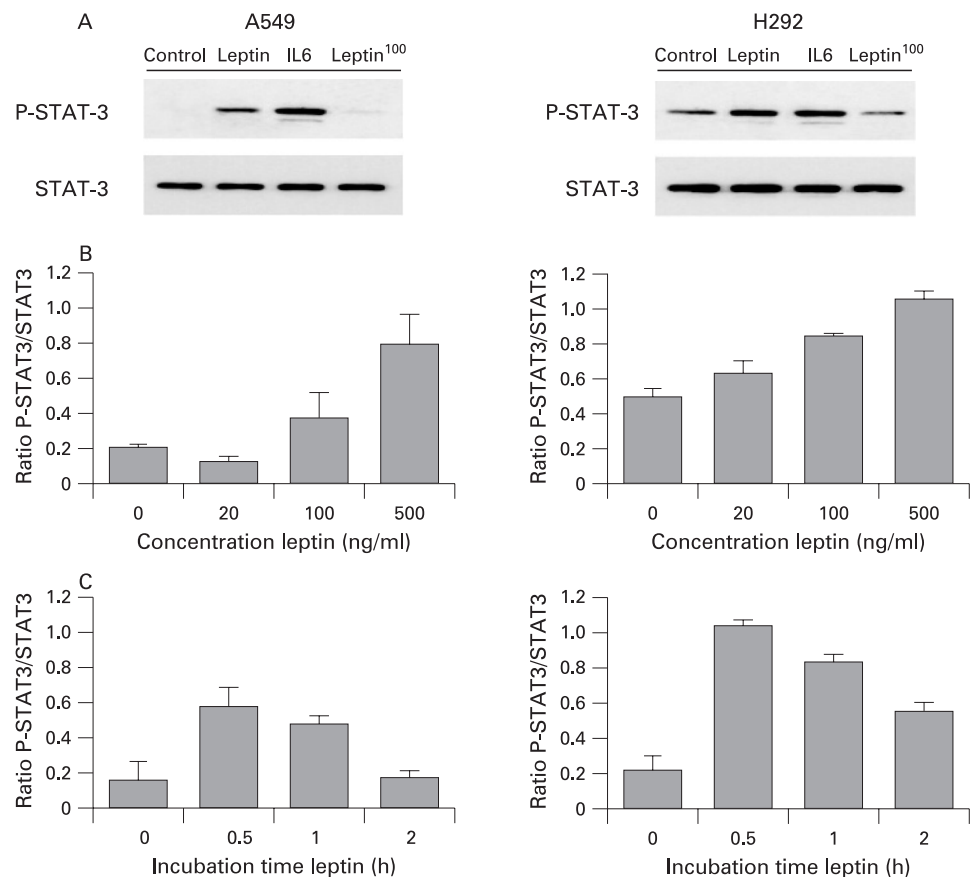 A
A549
H292
Control Leptin IL6 Leptin100
Control Leptin IL6 Leptin100
P-STAT-3
P-STAT-3
STAT-3
STAT-3
B
Ratio P-STAT3/STAT3
1.2
1.0
0.8
0.6
0.4
0.2
0
0 20 100 500
Concentration leptin (ng/ml)
Ratio P-STAT3/STAT3
1.2
1.0
0.8
0.6
0.4
0.2
0
0 20 100 500
Concentration leptin (ng/ml)
C
Ratio P-STAT3/STAT3
1.2
1.0
0.8
0.6
0.4
0.2
0
0 0.5 1 2
Incubation time leptin (h)
Ratio P-STAT3/STAT3
1.2
1.0
0.8
0.6
0.4
0.2
0
0 0.5 1 2
Incubation time leptin (h)